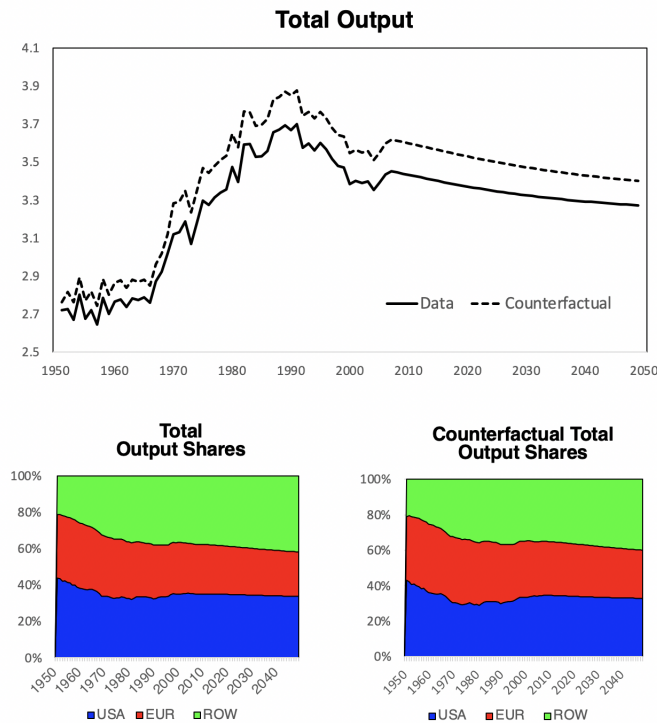 Total Output
4.1
3.9
3.7
3.5
3.3
3.1
2.9
2.7
2.5
Data
Counterfactual
1950 1960 1970 1980 1990 2000 2010 2020 2030 2040 2050
Total
Output Shares
100%
80%
60%
40%
20%
0%
1950 1960 1970 1980 1990 2000 2010 2020 2030 2040
USA EUR ROW
Counterfactual Total
Output Shares
100%
80%
60%
40%
20%
0%
1950 1960 1970 1980 1990 2000 2010 2020 2030 2040
USA EUR ROW